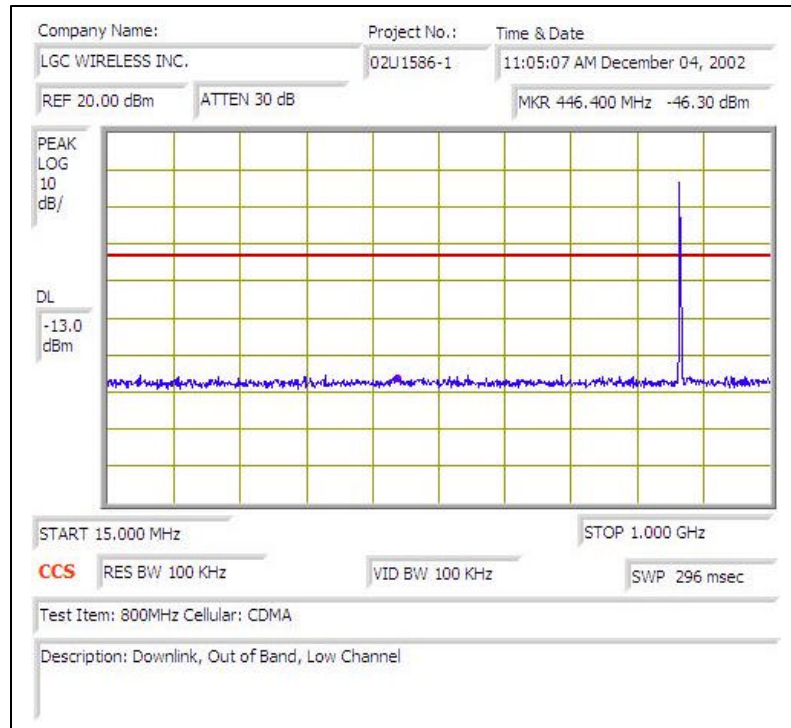 Company Name: Project No.: Time & Date
LGC WIRELESS INC. 02U1586-1 11:05:07 AM December 04, 2002
REF 20.00 dBm ATTEN 30 dB MKR 446.400 MHz -46.30 dBm
PEAK
LOG
10
dB/
DL
-13.0
dBm
START 15.000 MHz STOP 1.000 GHz
CCS RES BW 100 KHz VID BW 100 KHz SWP 296 msec
Test Item: 800MHz Cellular: CDMA
Description: Downlink, Out of Band, Low Channel